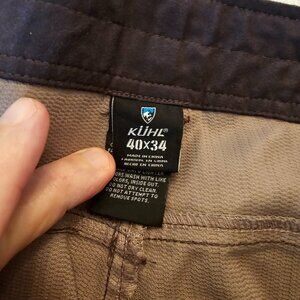 KÜHL
40X34
MADE IN CHINA
FABRIQUÉ EN CHINE
HECHO EN CHINA
WASH WITH LIKE
COLORS, INSIDE OUT.
DO NOT DRY CLEAN.
DO NOT ATTEMPT TO
REMOVE SPOTS.